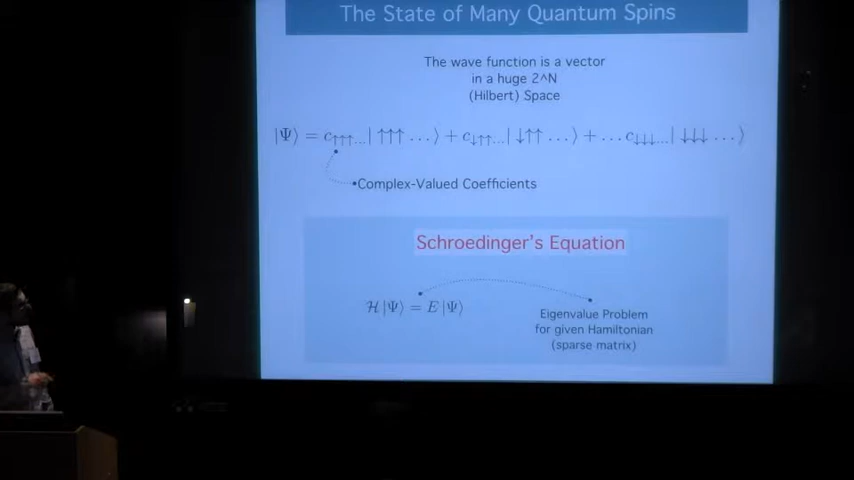 The State of Many Quantum Spins
The wave function is a vector
in a huge 2^N
(Hilbert) Space
|Ψ⟩ = c↑↑↑...| ↑↑↑ ...⟩ + c↓↑↑...| ↓↑↑ ...⟩ + ... c↓↓↓...| ↓↓↓ ...⟩
•Complex-Valued Coefficients
Schroedinger's Equation
ℋ|Ψ⟩ = E|Ψ⟩
Eigenvalue Problem
for given Hamiltonian
(sparse matrix)